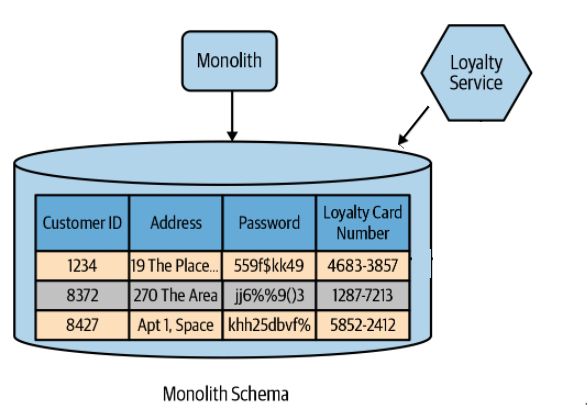 Monolith
Loyalty
Service
Customer ID Address Password Loyalty Card
Number
1234 19 The Place... 559f$kk49 4683-3857
8372 270 The Area jj6%%9()3 1287-7213
8427 Apt 1, Space khh25dbvf% 5852-2412
Monolith Schema